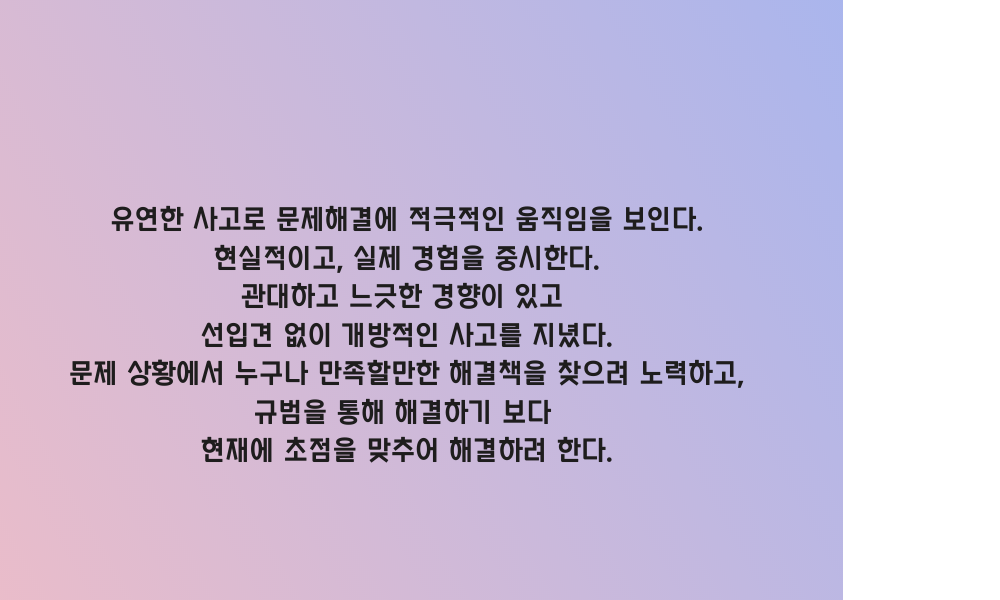 유연한 사고로 문제해결에 적극적인 움직임을 보인다.
현실적이고, 실제 경험을 중시한다.
관대하고 느긋한 경향이 있고
선입견 없이 개방적인 사고를 지녔다.
문제 상황에서 누구나 만족할만한 해결책을 찾으려 노력하고,
규범을 통해 해결하기 보다
현재에 초점을 맞추어 해결하려 한다.